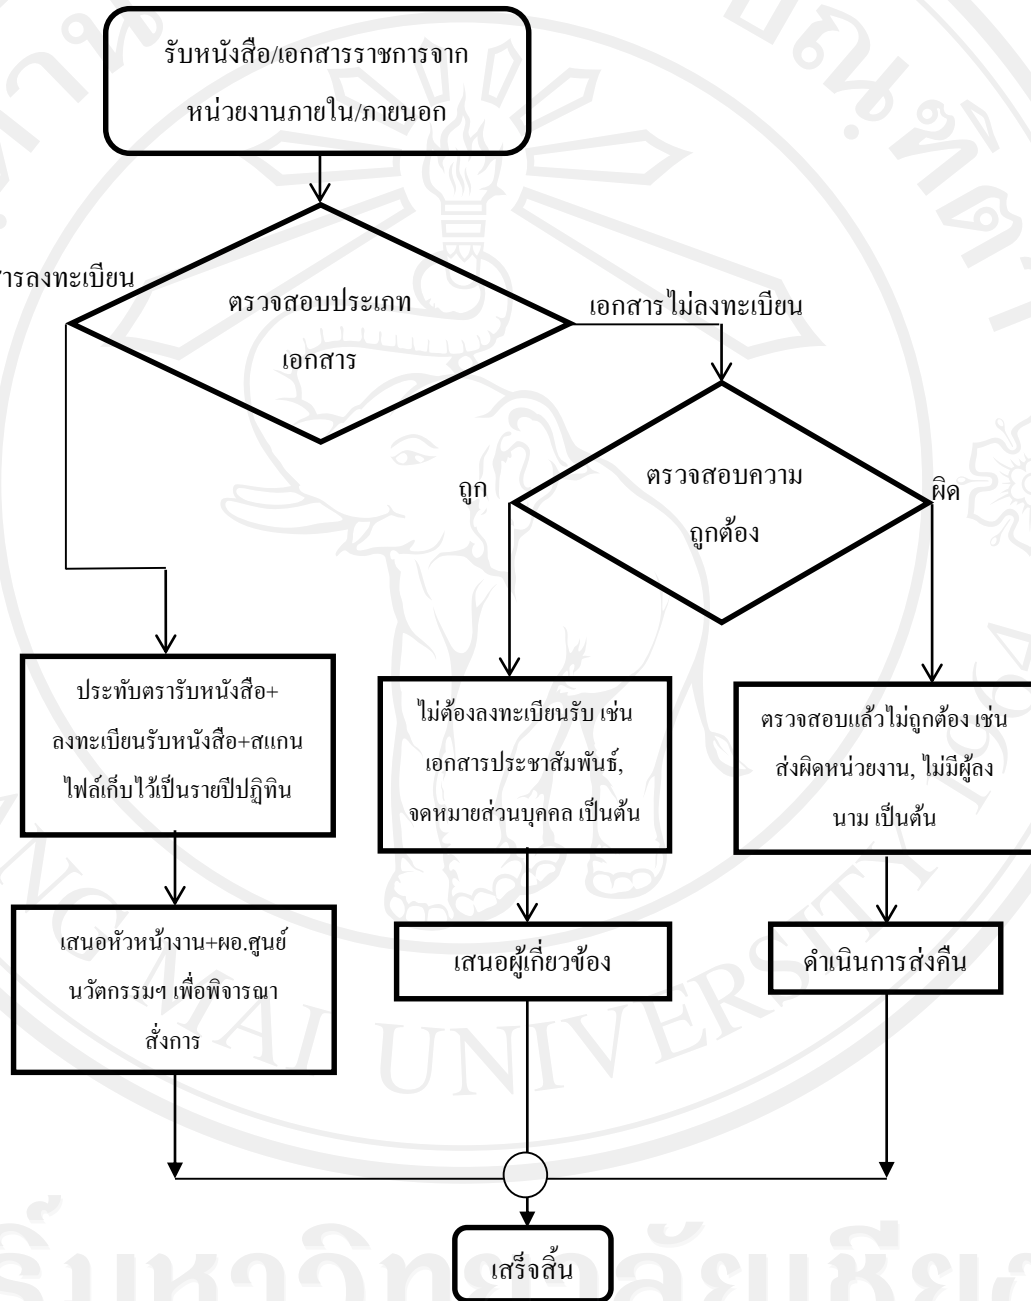 รับหนังสือ/เอกสารราชการจาก
หน่วยงานภายใน/ภายนอก
ารลงทะเบียน
ตรวจสอบประเภท
เอกสาร
เอกสารไม่ลงทะเบียน
ตรวจสอบความ
ถูกต้อง
ถูก
ผิด
ประทับตรารับหนังสือ+
ลงทะเบียนรับหนังสือ+สแกน
ไฟล์เก็บไว้เป็นรายปีปฏิทิน
ไม่ต้องลงทะเบียนรับ เช่น
เอกสารประชาสัมพันธ์,
จดหมายส่วนบุคคล เป็นต้น
ตรวจสอบแล้วไม่ถูกต้อง เช่น
ส่งผิดหน่วยงาน, ไม่มีผู้ลง
นาม เป็นต้น
เสนอหัวหน้างาน+ผอ.ศูนย์
นวัตกรรมฯ เพื่อพิจารณา
สั่งการ
เสนอผู้เกี่ยวข้อง
ดำเนินการส่งคืน
เสร็จสิ้น
MAI UNIVERSITY 1964
มหาวิทยาลัยเชีย